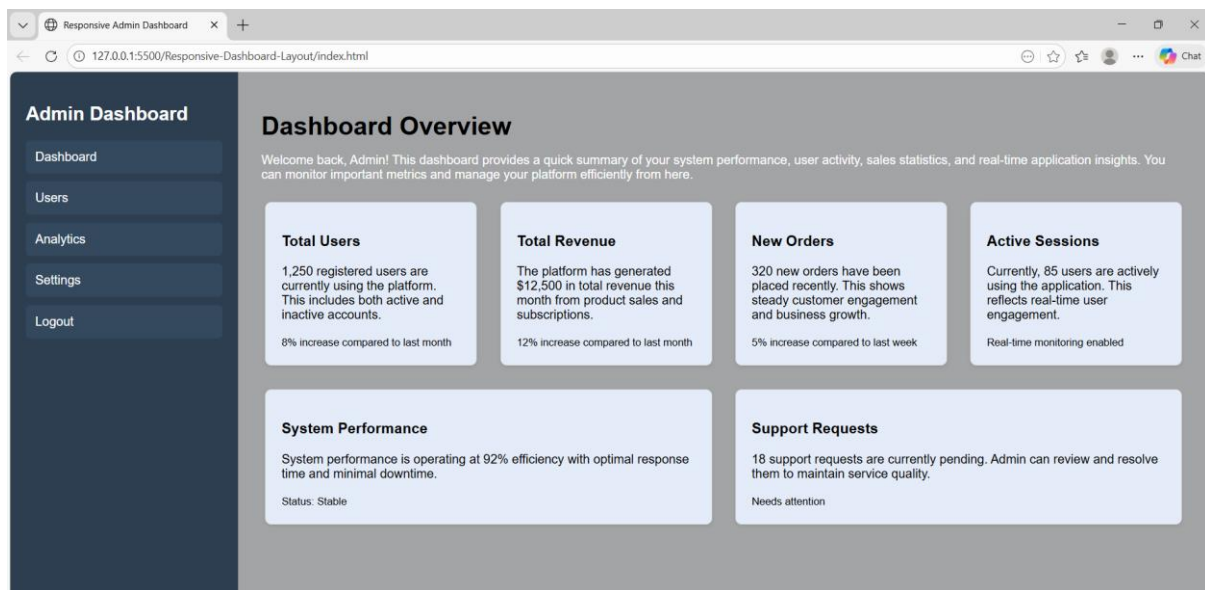 Responsive Admin Dashboard
127.0.0.1:5500/Responsive-Dashboard-Layout/index.html
Chat
Admin Dashboard
Dashboard
Users
Analytics
Settings
Logout
Dashboard Overview
Welcome back, Admin! This dashboard provides a quick summary of your system performance, user activity, sales statistics, and real-time application insights. You
can monitor important metrics and manage your platform efficiently from here.
Total Users
1,250 registered users are
currently using the platform.
This includes both active and
inactive accounts.
8% increase compared to last month
Total Revenue
The platform has generated
$12,500 in total revenue this
month from product sales and
subscriptions.
12% increase compared to last month
New Orders
320 new orders have been
placed recently. This shows
steady customer engagement
and business growth.
5% increase compared to last week
Active Sessions
Currently, 85 users are actively
using the application. This
reflects real-time user
engagement.
Real-time monitoring enabled
System Performance
System performance is operating at 92% efficiency with optimal response
time and minimal downtime.
Status: Stable
Support Requests
18 support requests are currently pending. Admin can review and resolve
them to maintain service quality.
Needs attention